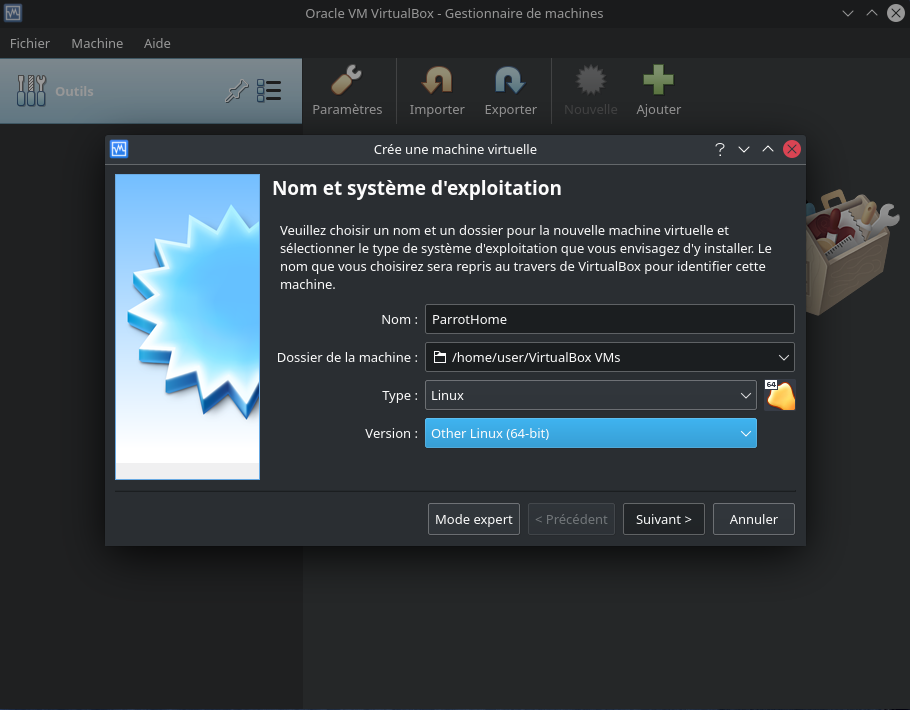 Oracle VM VirtualBox - Gestionnaire de machines
Fichier Machine Aide
Outils
Paramètres Importer Exporter Nouvelle Ajouter
Crée une machine virtuelle
Nom et système d'exploitation
Veuillez choisir un nom et un dossier pour la nouvelle machine virtuelle et
sélectionner le type de système d'exploitation que vous envisagez d'y installer. Le
nom que vous choisirez sera repris au travers de VirtualBox pour identifier cette
machine.
Nom : ParrotHome
Dossier de la machine : /home/user/VirtualBox VMs
Type : Linux
64
Version : Other Linux (64-bit)
Mode expert < Précédent Suivant > Annuler